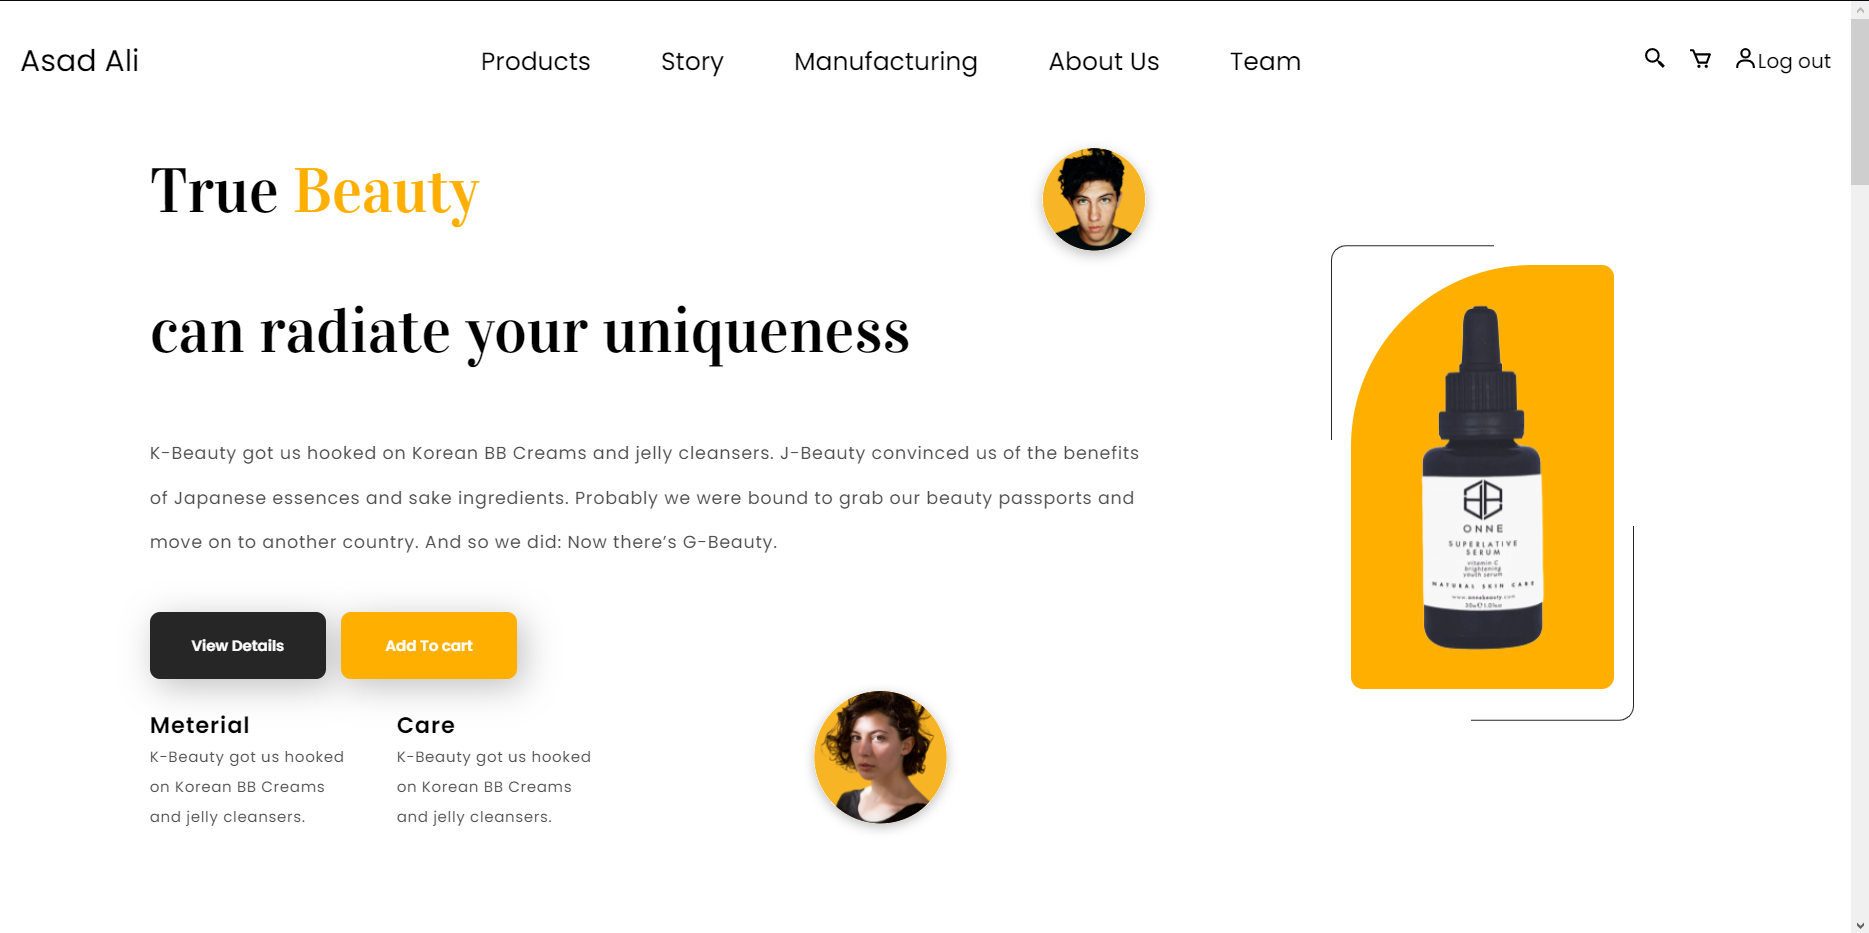 Asad Ali
Products
Story
Manufacturing
About Us
Team
Log out
True Beauty
can radiate your uniqueness
K-Beauty got us hooked on Korean BB Creams and jelly cleansers. J-Beauty convinced us of the benefits
of Japanese essences and sake ingredients. Probably we were bound to grab our beauty passports and
move on to another country. And so we did: Now there’s G-Beauty.
View Details
Add To cart
Meterial
K-Beauty got us hooked
on Korean BB Creams
and jelly cleansers.
Care
K-Beauty got us hooked
on Korean BB Creams
and jelly cleansers.
ONNE
SUPERLATIVE
SERUM
vitamin C
brightening
youth serum
NATURAL SKIN CARE
www.onnebeauty.com